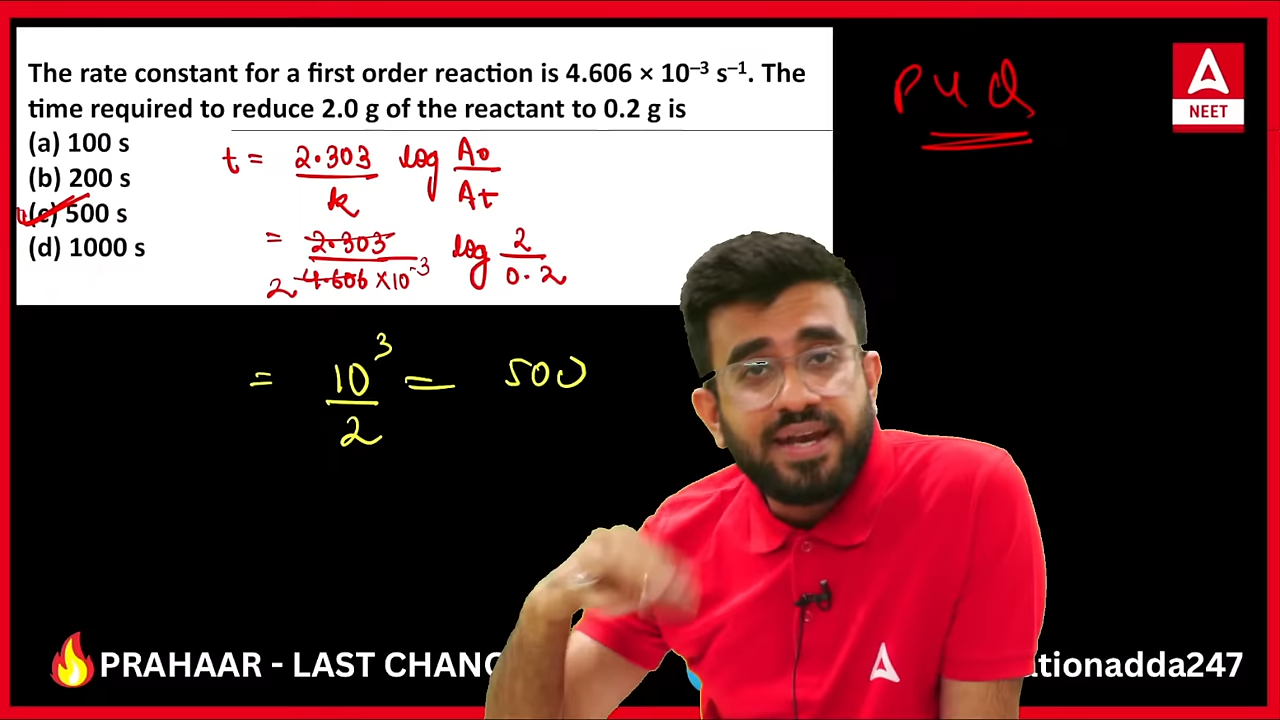 The rate constant for a first order reaction is 4.606 × 10⁻³ s⁻¹. The
time required to reduce 2.0 g of the reactant to 0.2 g is
(a) 100 s
(b) 200 s
(c) 500 s
(d) 1000 s
t = 2.303/k log A0/At
= 2.303/4.606 × 10⁻³ log 2/0.2
2
= 10³/2 = 500
PYQ
NEET
PRAHAAR - LAST CHANC
tionadda247